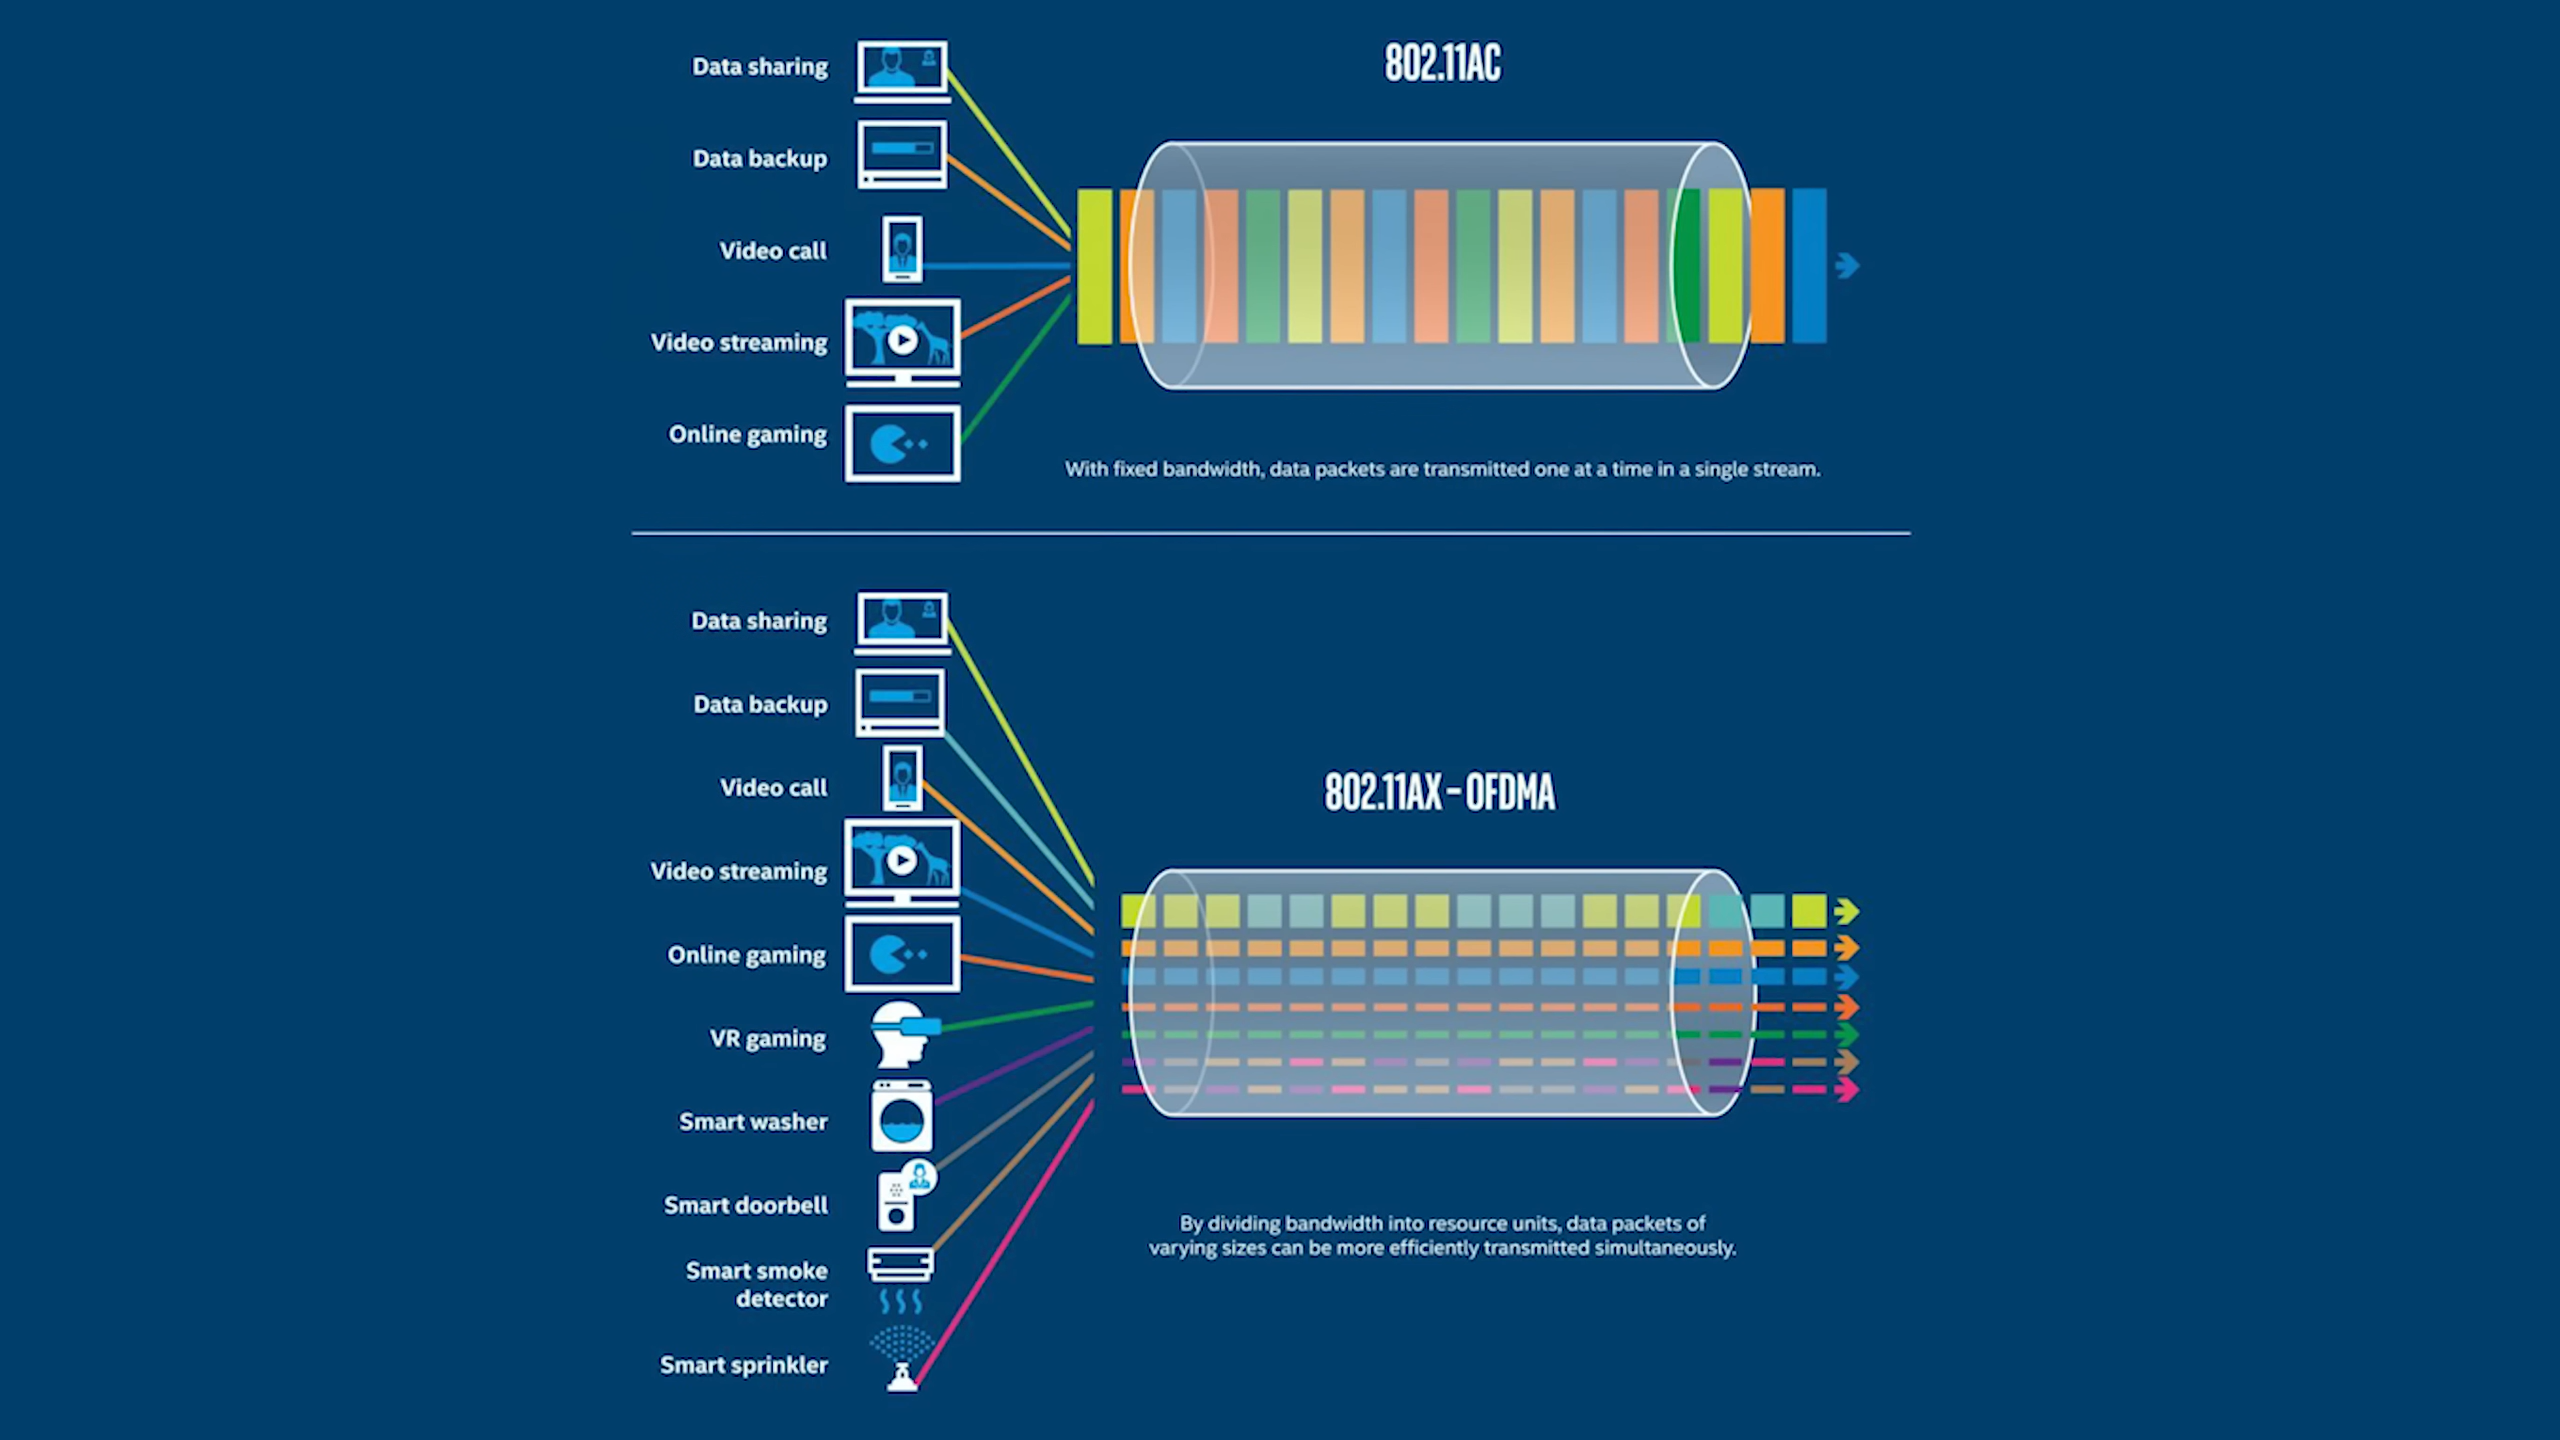 802.11AC
Data sharing
Data backup
Video call
Video streaming
Online gaming
With fixed bandwidth, data packets are transmitted one at a time in a single stream.
Data sharing
Data backup
Video call
Video streaming
Online gaming
VR gaming
Smart washer
Smart doorbell
Smart smoke
detector
Smart sprinkler
802.11AX – OFDMA
By dividing bandwidth into resource units, data packets of
varying sizes can be more efficiently transmitted simultaneously.